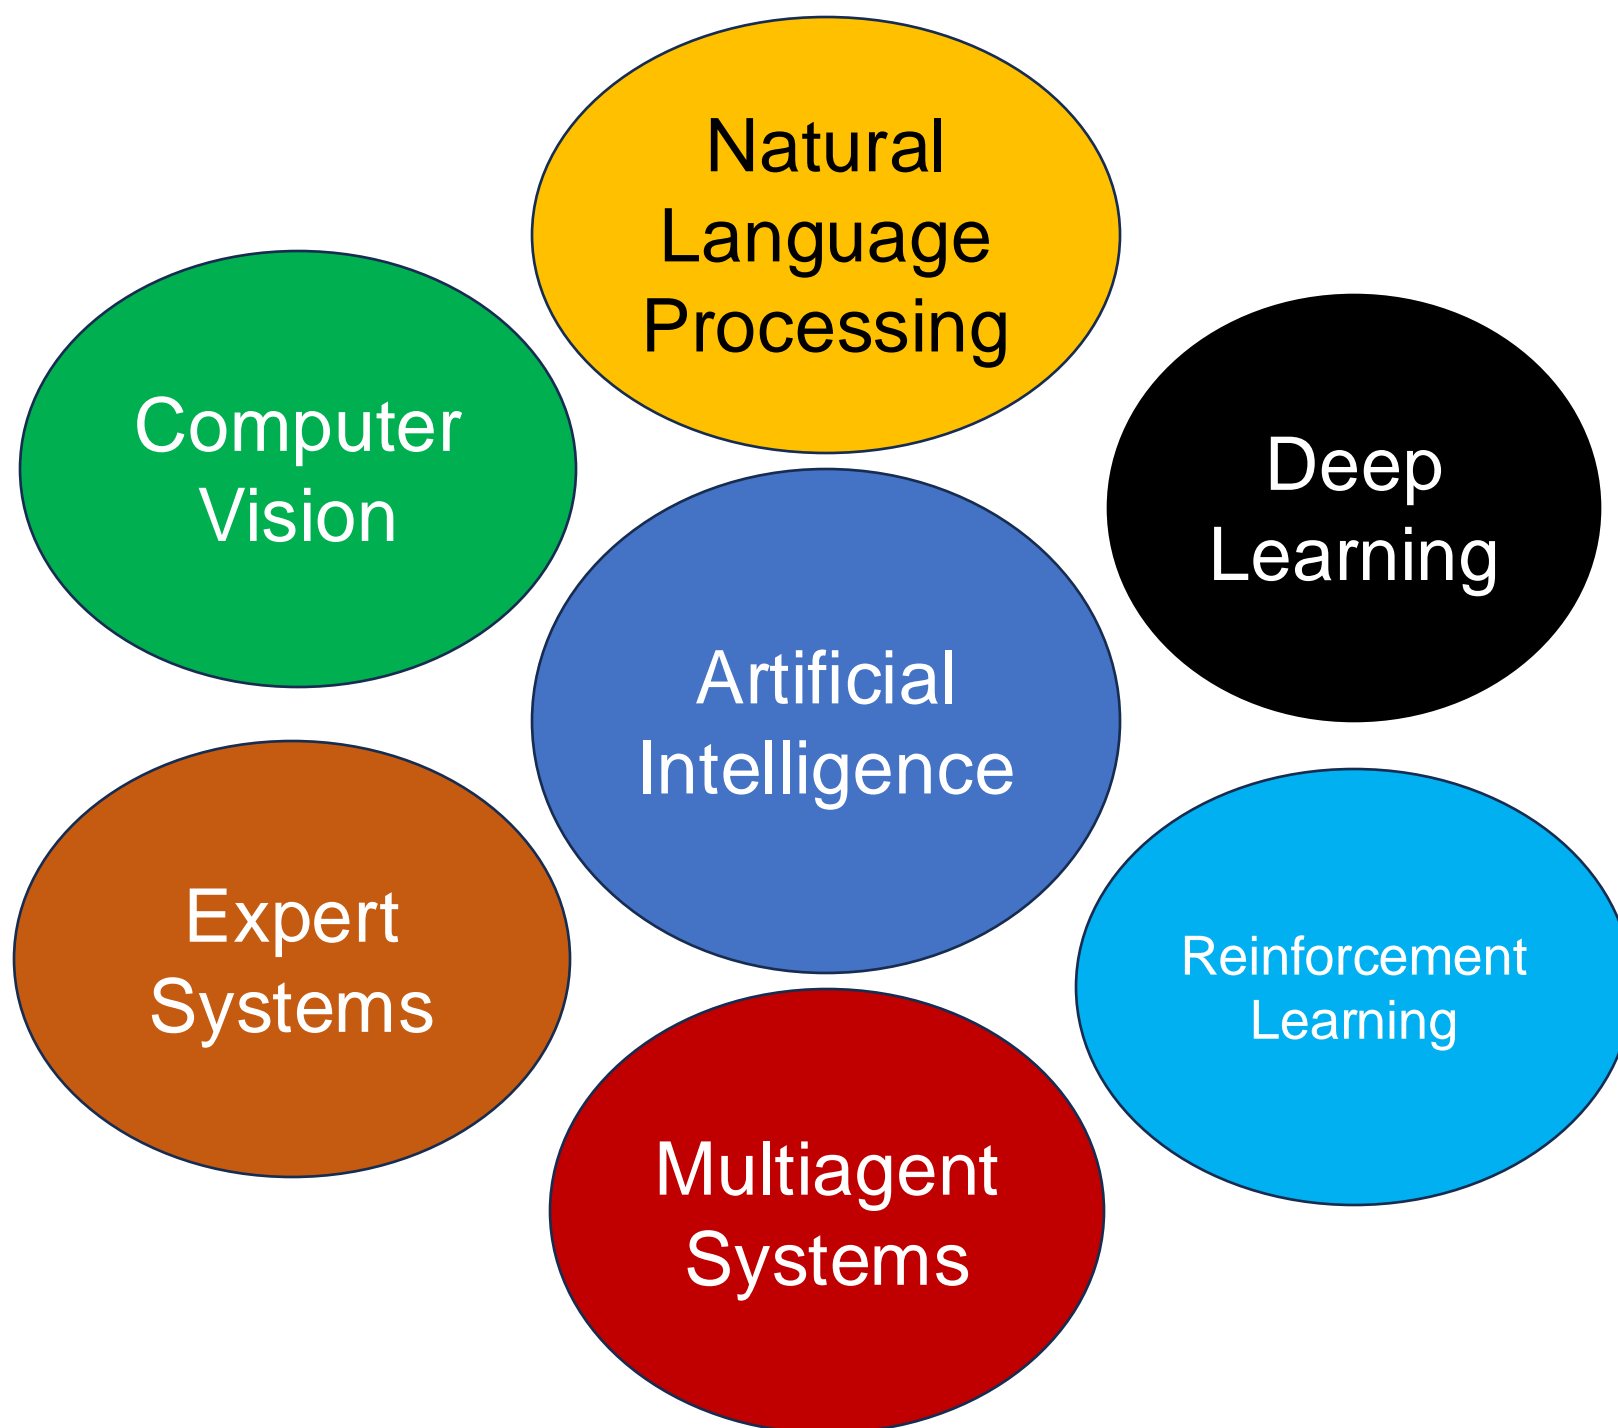 Natural
Language
Processing
Computer
Vision
Deep
Learning
Artificial
Intelligence
Expert
Systems
Reinforcement
Learning
Multiagent
Systems